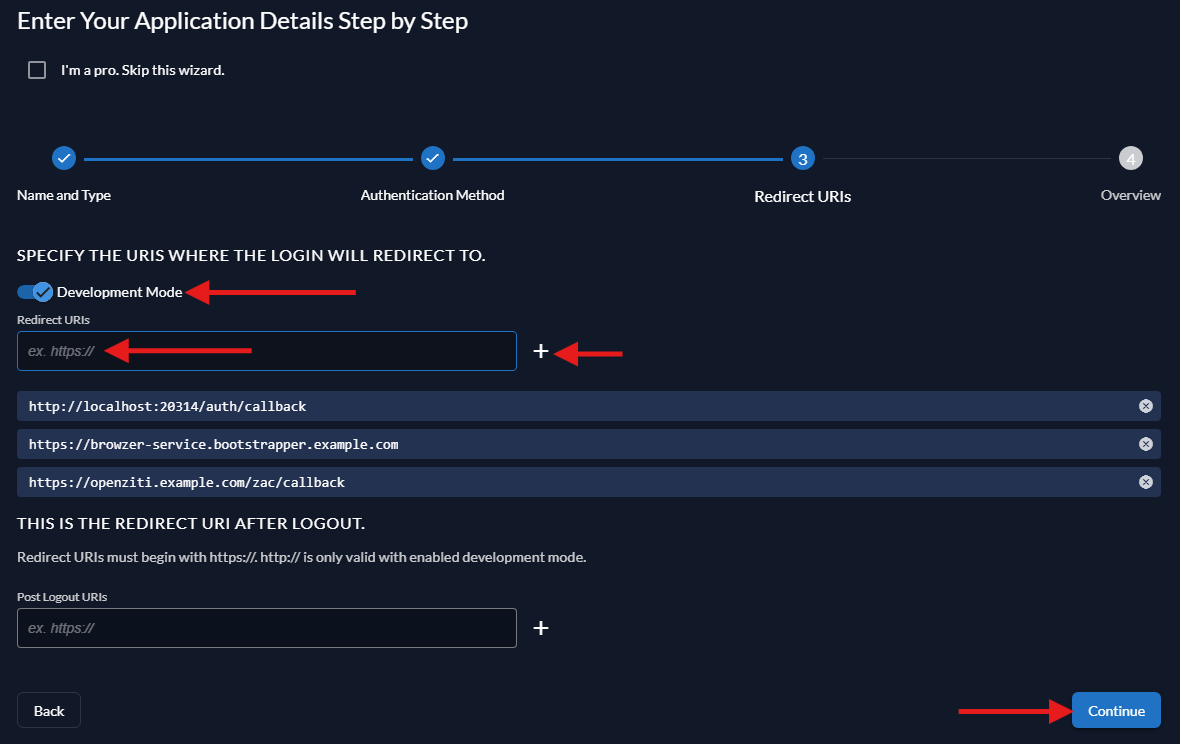 Enter Your Application Details Step by Step
I'm a pro. Skip this wizard.
3
4
Name and Type
Authentication Method
Redirect URIs
Overview
SPECIFY THE URIS WHERE THE LOGIN WILL REDIRECT TO.
Development Mode
Redirect URIs
ex. https://
+
http://localhost:20314/auth/callback
https://browzer-service.bootstrapper.example.com
https://openziti.example.com/zac/callback
THIS IS THE REDIRECT URI AFTER LOGOUT.
Redirect URIs must begin with https://. http:// is only valid with enabled development mode.
Post Logout URIs
ex. https://
+
Back
Continue